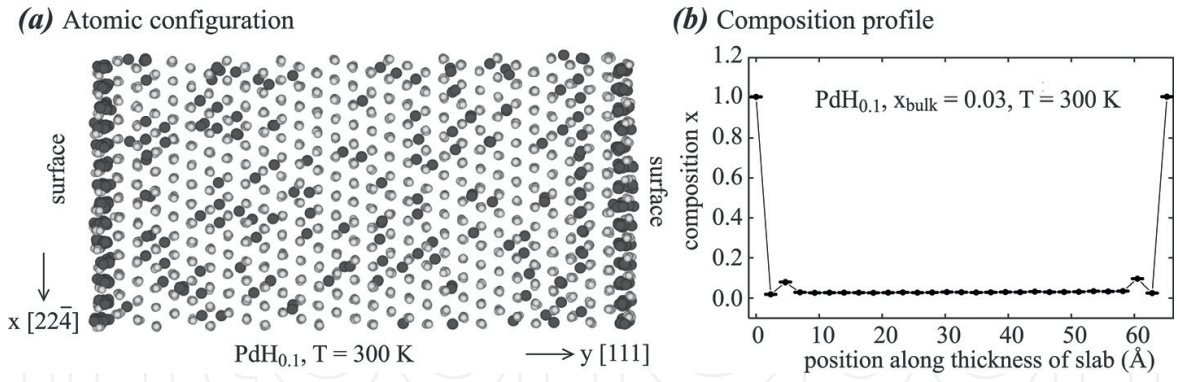 (a) Atomic configuration
surface
surface
x [224̄]
PdH0.1, T = 300 K
y [111]
(b) Composition profile
1.2
1.0
0.8
0.6
0.4
0.2
0.0
composition x
PdH0.1, xbulk = 0.03, T = 300 K
0 10 20 30 40 50 60
position along thickness of slab (Å)